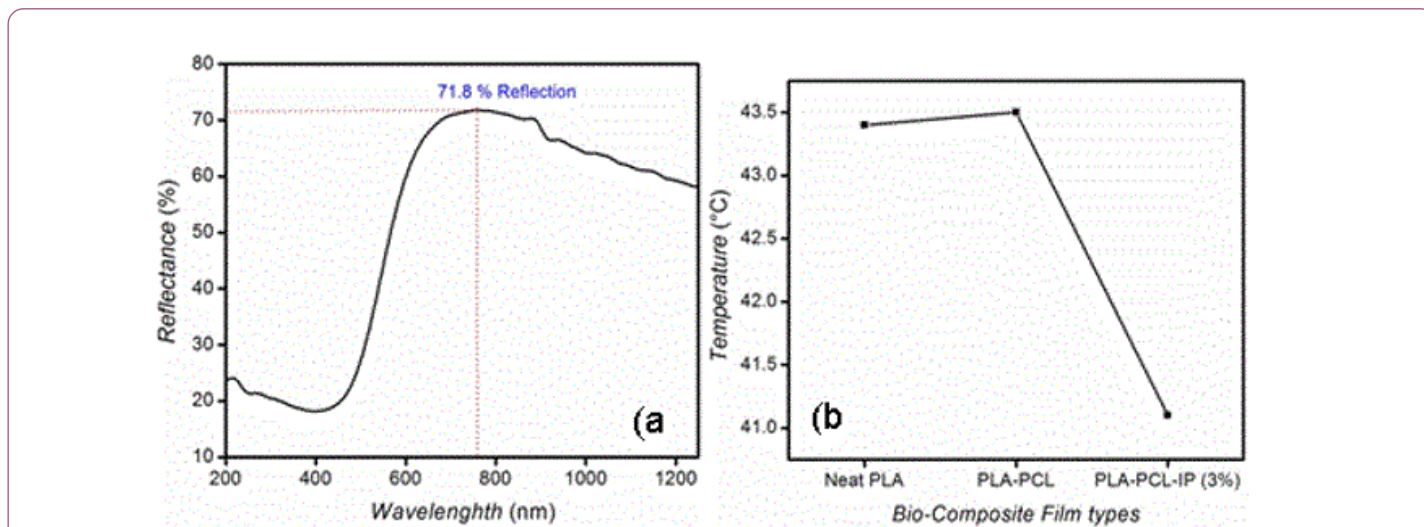 71.8 % Reflection
Reflectance (%)
80
70
60
50
40
30
20
10
200
400
600
800
1000
1200
Wavelenghth (nm)
(a
Temperature (°C)
43.5
43.0
42.5
42.0
41.5
41.0
Neat PLA
PLA-PCL
PLA-PCL-IP (3%)
Bio-Composite Film types
(b